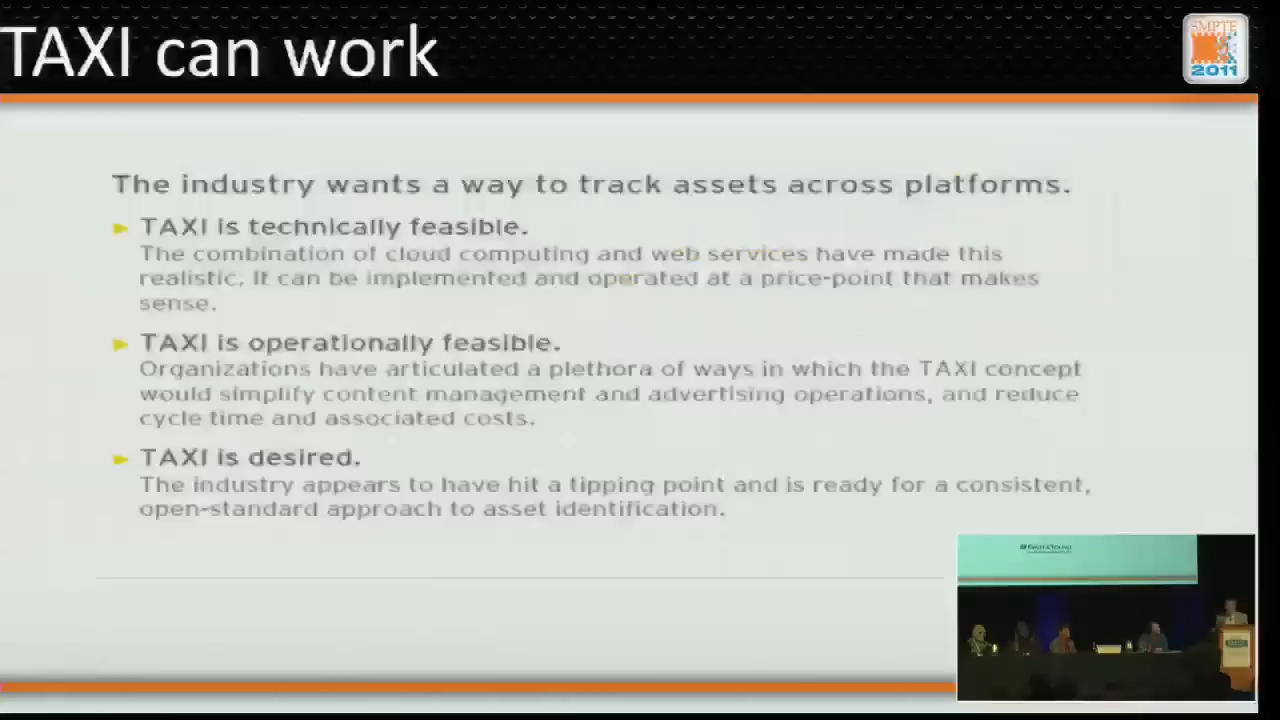 TAXI can work
SMPTE
2011
The industry wants a way to track assets across platforms.
TAXI is technically feasible.
The combination of cloud computing and web services have made this
realistic. It can be implemented and operated at a price-point that makes
sense.
TAXI is operationally feasible.
Organizations have articulated a plethora of ways in which the TAXI concept
would simplify content management and advertising operations, and reduce
cycle time and associated costs.
TAXI is desired.
The industry appears to have hit a tipping point and is ready for a consistent,
open-standard approach to asset identification.